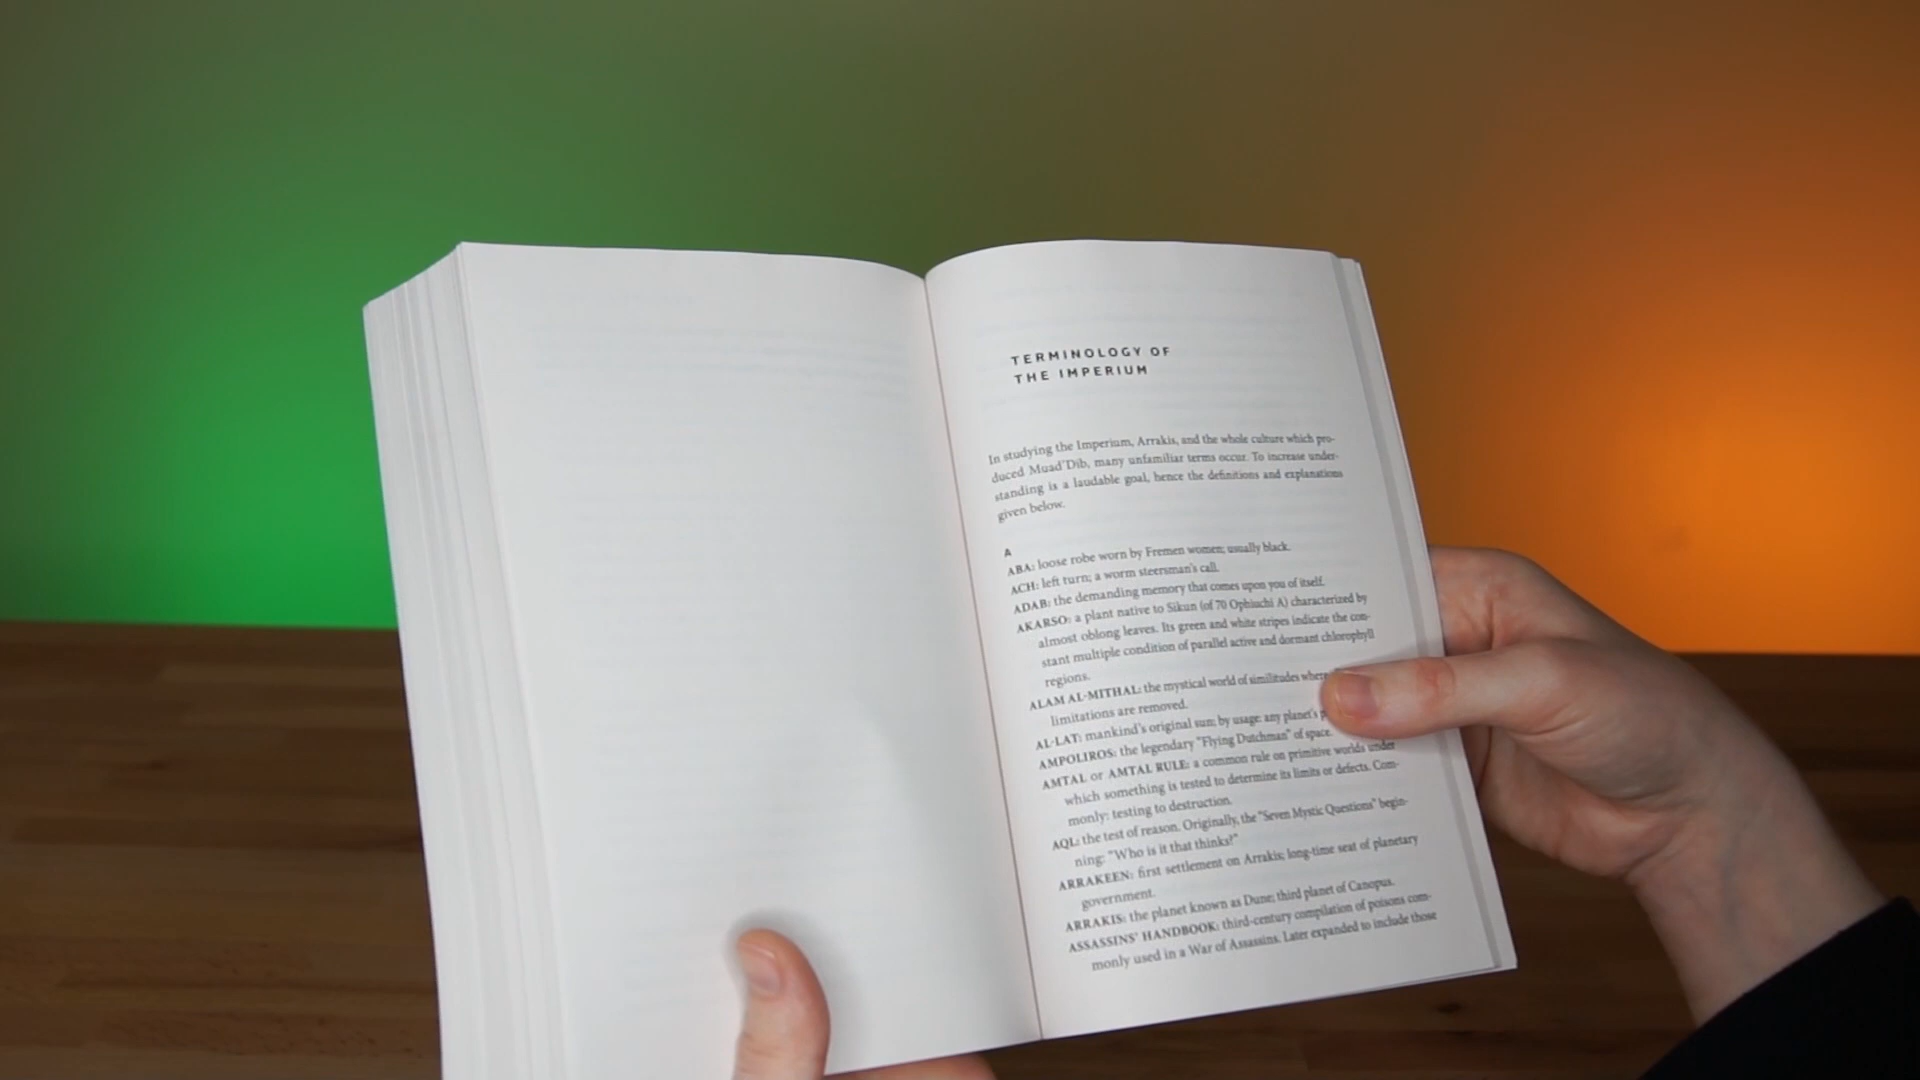 TERMINOLOGY OF
THE IMPERIUM
In studying the Imperium, Arrakis, and the whole culture which pro-
duced Muad'Dib, many unfamiliar terms occur. To increase under-
standing is a laudable goal, hence the definitions and explanations
given below.
A
ABA: loose robe worn by Fremen women; usually black.
ACH: left turn; a worm steersman's call.
ADAB: the demanding memory that comes upon you of itself.
AKARSO: a plant native to Sikun (of 70 Ophiuchi A) characterized by
almost oblong leaves. Its green and white stripes indicate the con-
stant multiple condition of parallel active and dormant chlorophyll
regions.
ALAM AL-MITHAL: the mystical world of similitudes where
limitations are removed.
AL-LAT: mankind's original sun; by usage: any planet's
AMPOLIROS: the legendary "Flying Dutchman" of space.
AMTAL or AMTAL RULE: a common rule on primitive worlds under
which something is tested to determine its limits or defects. Com-
monly: testing to destruction.
AQL: the test of reason. Originally, the "Seven Mystic Questions" begin-
ning: "Who is it that thinks?"
ARRAKEEN: first settlement on Arrakis; long-time seat of planetary
government.
ARRAKIS: the planet known as Dune; third planet of Canopus.
ASSASSINS' HANDBOOK: third-century compilation of poisons com-
monly used in a War of Assassins. Later expanded to include those